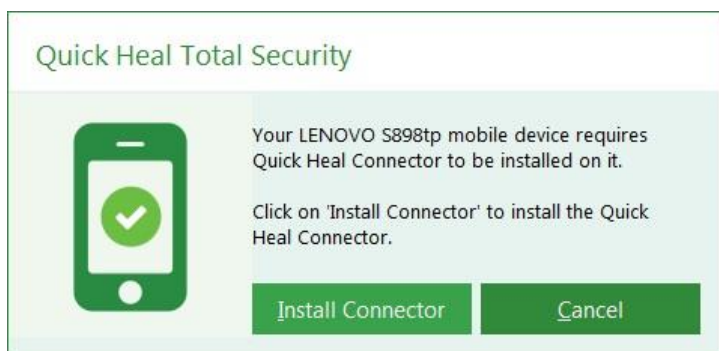 Quick Heal Total Security
Your LENOVO S898tp mobile device requires
Quick Heal Connector to be installed on it.
Click on 'Install Connector' to install the Quick
Heal Connector.
Install Connector
Cancel